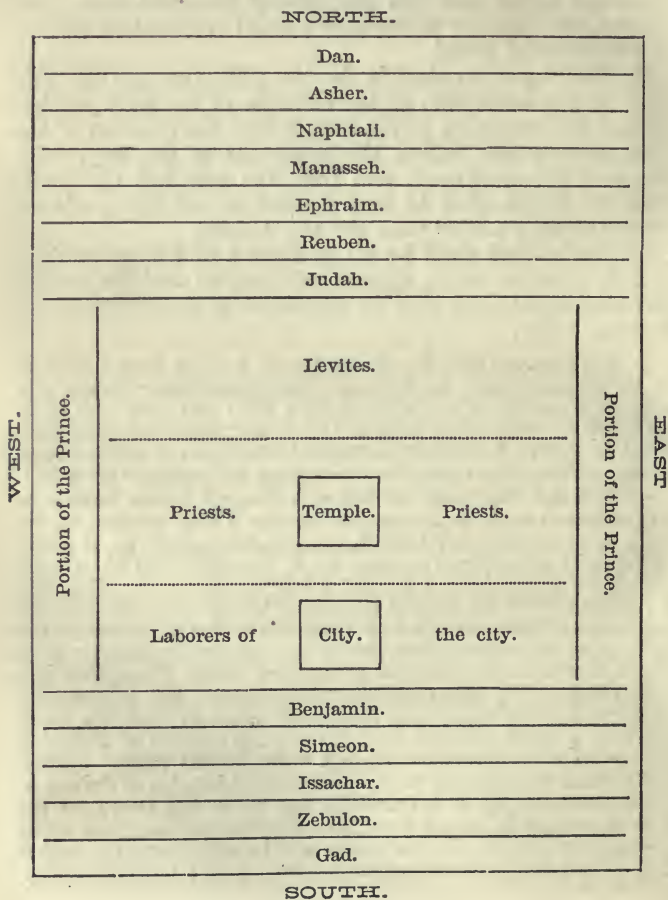 NORTH.
Dan.
Asher.
Naphtali.
Manasseh.
Ephraim.
Reuben.
Judah.
WEST.
Portion of the Prince.
Levites.
Priests. Temple. Priests.
Laborers of City. the city.
Portion of the Prince.
EAST
Benjamin.
Simeon.
Issachar.
Zebulon.
Gad.
SOUTH.